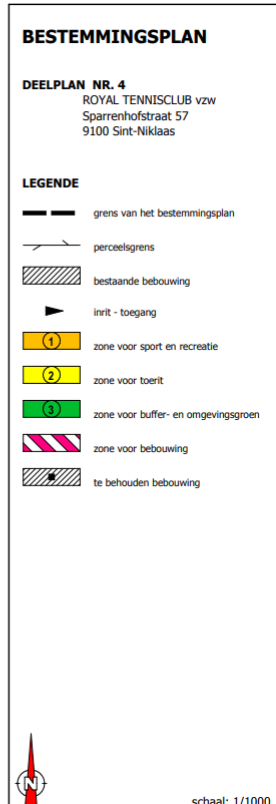 BESTEMMINGSPLAN
DEELPLAN NR. 4
ROYAL TENNISCLUB vzw
Sparrenhofstraat 57
9100 Sint-Niklaas
LEGENDE
grens van het bestemmingsplan
perceelsgrens
bestaande bebouwing
inrit - toegang
1 zone voor sport en recreatie
2 zone voor toerit
3 zone voor buffer- en omgevingsgroen
zone voor bebouwing
te behouden bebouwing
N
schaal: 1/1000